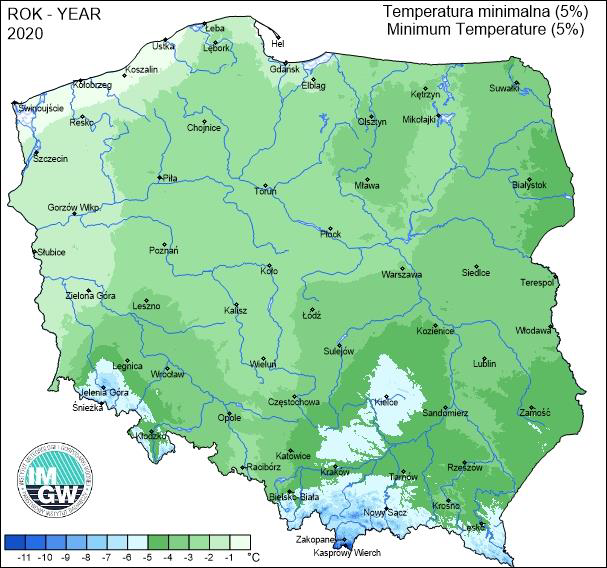 ROK - YEAR
2020
Temperatura minimalna (5%)
Minimum Temperature (5%)
Łeba
Ustka
Lębork
Hel
Koszalin
Gdańsk
Kołobrzeg
Elbląg
Kętrzyn
Suwałki
Świnoujście
Resko
Chojnice
Olsztyn
Mikołajki
Szczecin
Piła
Toruń
Mława
Białystok
Gorzów Wlkp.
Płock
Słubice
Poznań
Koło
Warszawa
Siedlce
Terespol
Zielona Góra
Leszno
Kalisz
Łódź
Kozienice
Włodawa
Sulejów
Legnica
Wrocław
Wieluń
Lublin
Jelenia Góra
Śnieżka
Częstochowa
Kielce
Sandomierz
Zamość
Opole
Kłodzko
Katowice
Racibórz
Kraków
Tarnów
Rzeszów
Bielsko-Biała
Nowy Sącz
Krosno
Lesko
Zakopane
Kasprowy Wierch
IM
GW
-11 -10 -9 -8 -7 -6 -5 -4 -3 -2 -1 °C